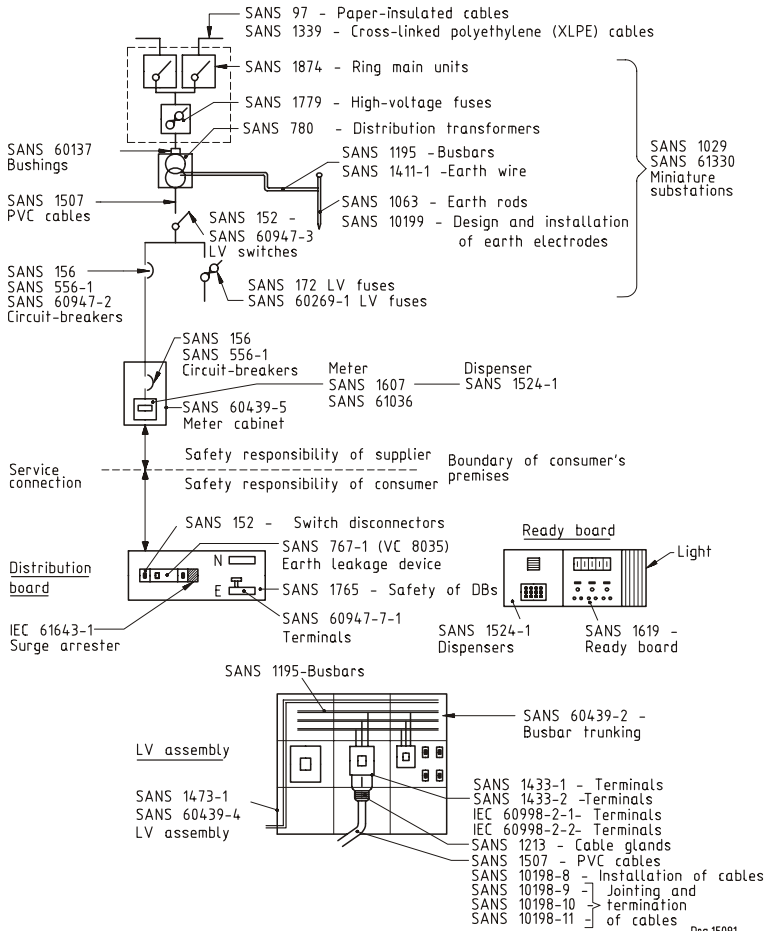 SANS 97 - Paper-insulated cables
SANS 1339 - Cross-linked polyethylene (XLPE) cables
SANS 1874 - Ring main units
SANS 1779 - High-voltage fuses
SANS 780 - Distribution transformers
SANS 60137
Bushings
SANS 1195 -Busbars
SANS 1411-1 -Earth wire
SANS 1029
SANS 61330
Miniature
substations
SANS 1507
PVC cables
SANS 1063 - Earth rods
SANS 10199 - Design and installation
of earth electrodes
SANS 152 -
SANS 60947-3
LV switches
SANS 156
SANS 556-1
SANS 60947-2
Circuit-breakers
SANS 172 LV fuses
SANS 60269-1 LV fuses
SANS 156
SANS 556-1
Circuit-breakers
Meter
SANS 1607
SANS 61036
Dispenser
SANS 1524-1
SANS 60439-5
Meter cabinet
Service
connection
Safety responsibility of supplier
Safety responsibility of consumer
Boundary of consumer's
premises
SANS 152 - Switch disconnectors
SANS 767-1 (VC 8035)
Earth leakage device
N
E
SANS 1765 - Safety of DBs
SANS 60947-7-1
Terminals
Distribution
board
IEC 61643-1
Surge arrester
Ready board
Light
SANS 1524-1
Dispensers
SANS 1619 -
Ready board
SANS 1195-Busbars
SANS 60439-2 -
Busbar trunking
LV assembly
SANS 1473-1
SANS 60439-4
LV assembly
SANS 1433-1 - Terminals
SANS 1433-2 -Terminals
IEC 60998-2-1- Terminals
IEC 60998-2-2- Terminals
SANS 1213 - Cable glands
SANS 1507 - PVC cables
SANS 10198-8 - Installation of cables
SANS 10198-9 - Jointing and
SANS 10198-10 - termination
SANS 10198-11 - of cables